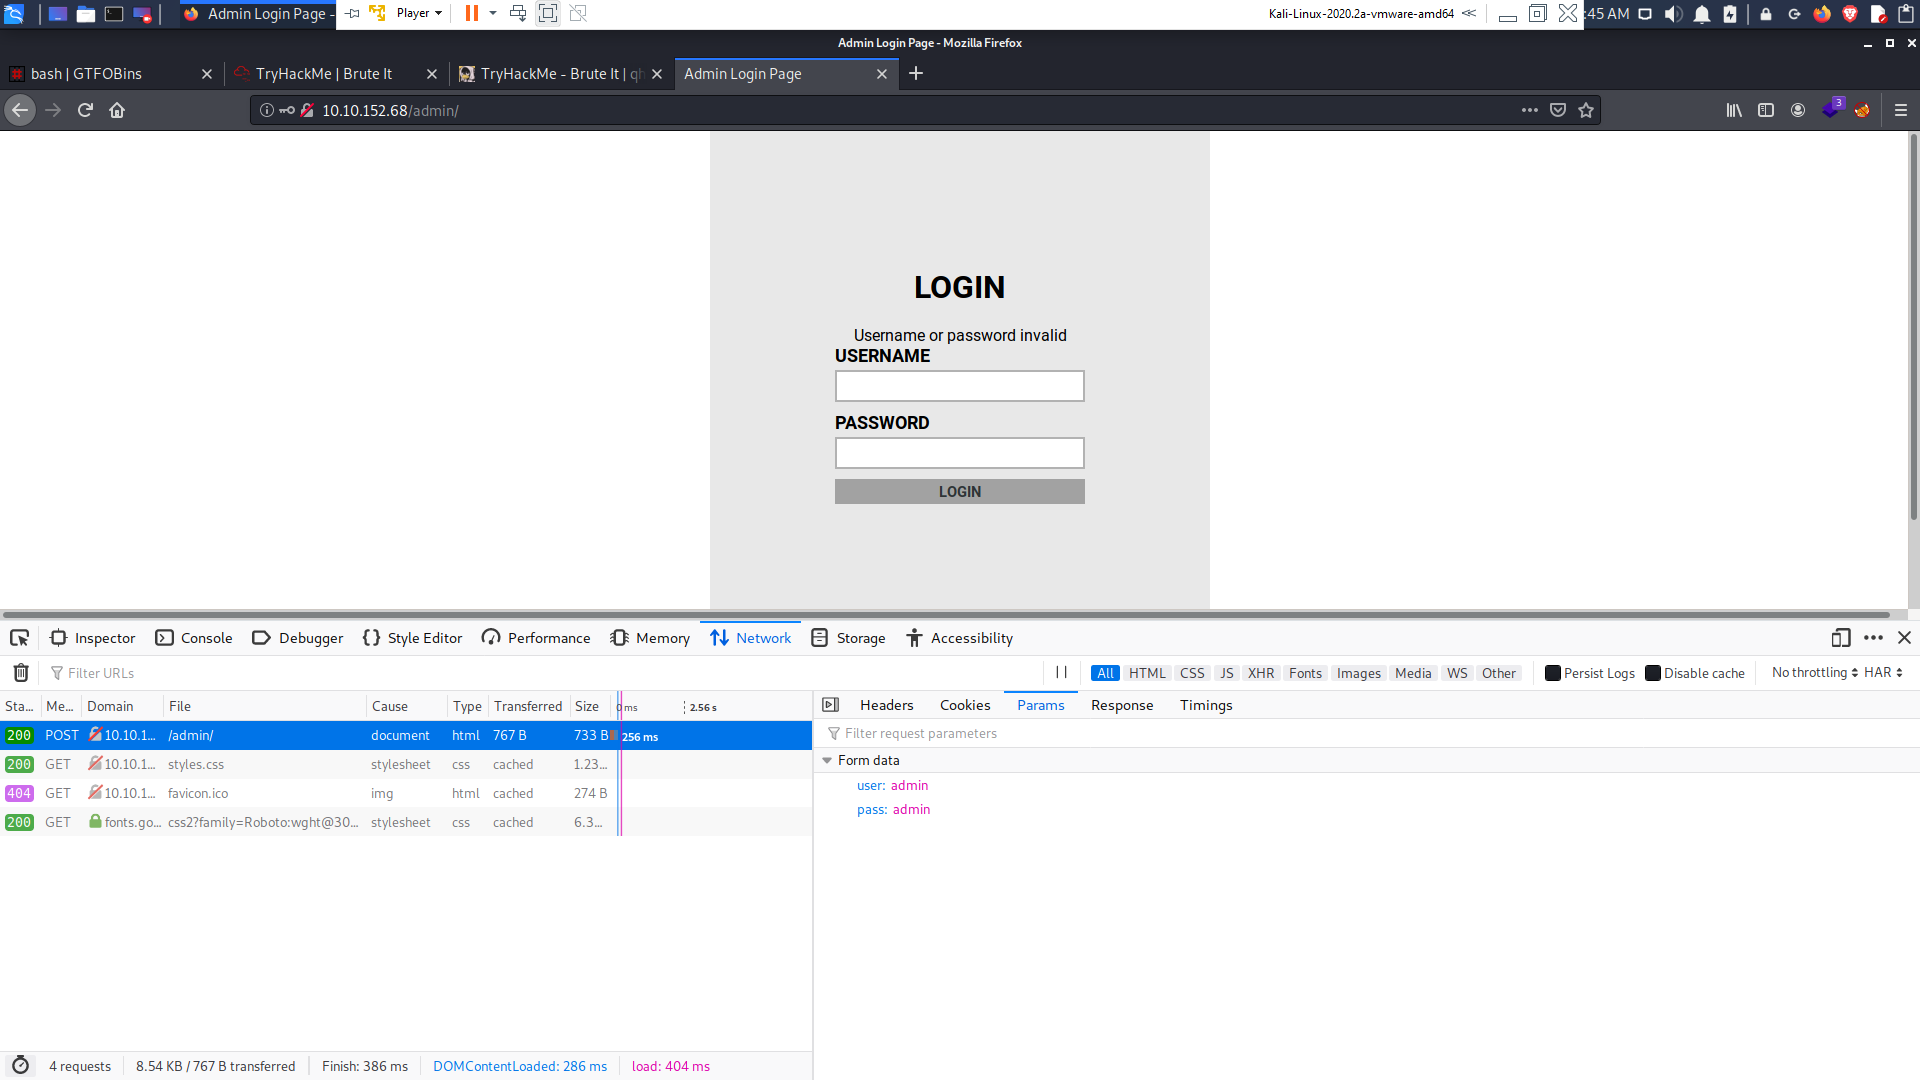 Admin Login Page -
Player
Kali-Linux-2020.2a-vmware-amd64
:45 AM
Admin Login Page - Mozilla Firefox
bash | GTFOBins
TryHackMe | Brute It
TryHackMe - Brute It | qh
Admin Login Page
10.10.152.68/admin/
3
LOGIN
Username or password invalid
USERNAME
PASSWORD
LOGIN
Inspector
Console
Debugger
Style Editor
Performance
Memory
Network
Storage
Accessibility
Filter URLs
All
HTML
CSS
JS
XHR
Fonts
Images
Media
WS
Other
Persist Logs
Disable cache
No throttling
HAR
Sta... Me... Domain File Cause Type Transferred Size 0 ms 2.56 s
200 POST 10.10.1... /admin/ document html 767 B 733 B 256 ms
200 GET 10.10.1... styles.css stylesheet css cached 1.23...
404 GET 10.10.1... favicon.ico img html cached 274 B
200 GET fonts.go... css2?family=Roboto:wght@30... stylesheet css cached 6.3...
Headers
Cookies
Params
Response
Timings
Filter request parameters
Form data
user: admin
pass: admin
4 requests
8.54 KB / 767 B transferred
Finish: 386 ms
DOMContentLoaded: 286 ms
load: 404 ms